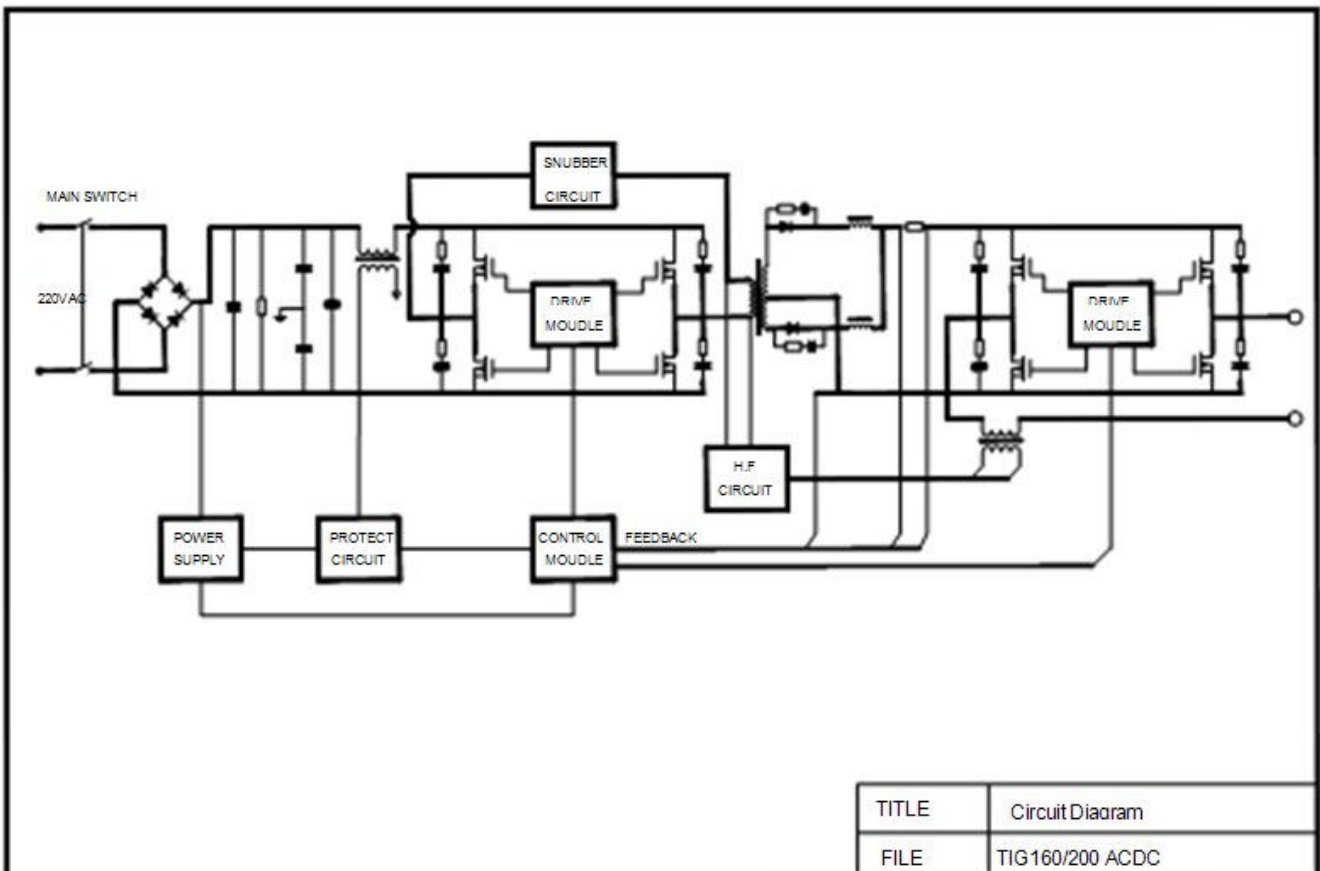 SNUBBER
CIRCUIT
MAIN SWITCH
220VAC
DRIVE
MOUDLE
DRIVE
MOUDLE
H.F
CIRCUIT
POWER
SUPPLY
PROTECT
CIRCUIT
CONTROL
MOUDLE
FEEDBACK
TITLE
Circuit Diagram
FILE
TIG160/200 ACDC